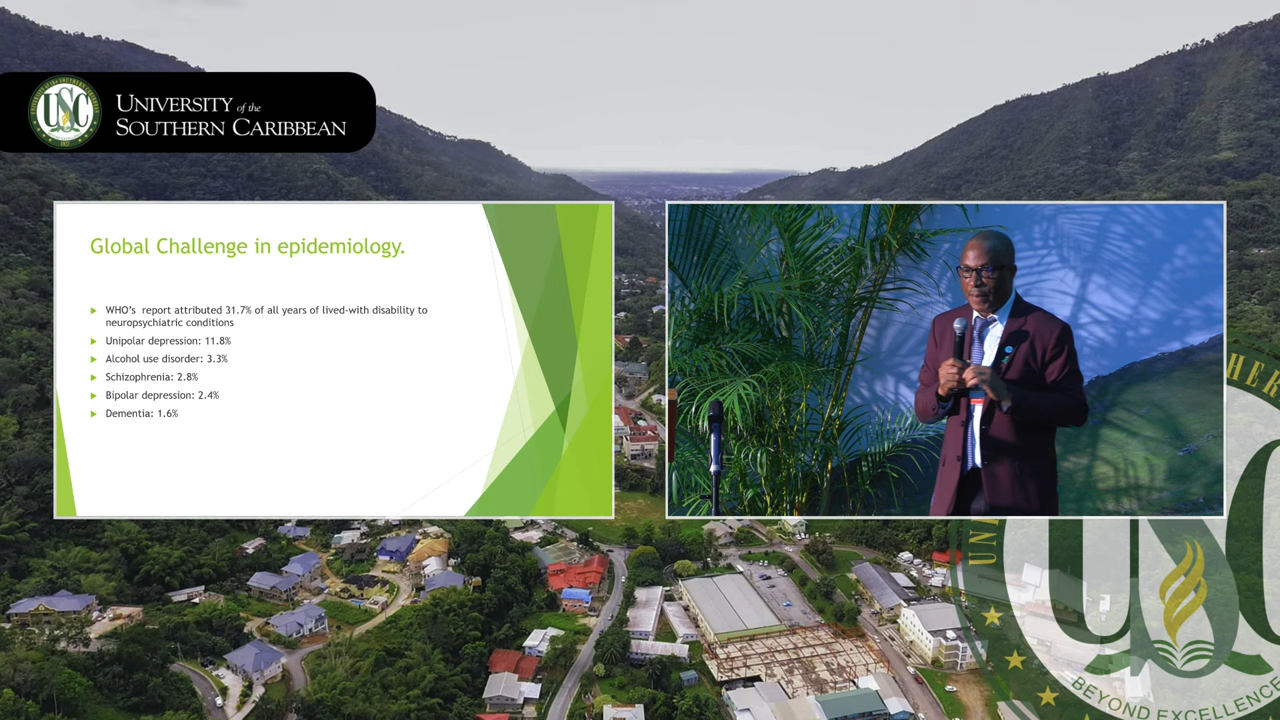 USC
UNIVERSITY of the
SOUTHERN CARIBBEAN
Global Challenge in epidemiology.
WHO's  report attributed 31.7% of all years of lived-with disability to
neuropsychiatric conditions
Unipolar depression: 11.8%
Alcohol use disorder: 3.3%
Schizophrenia: 2.8%
Bipolar depression: 2.4%
Dementia: 1.6%
BEYOND EXCELLENCE